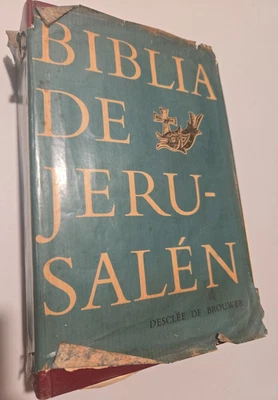 BIBLIA
DE
JERU-
SALÉN
DESCLÉE DE BROUWER